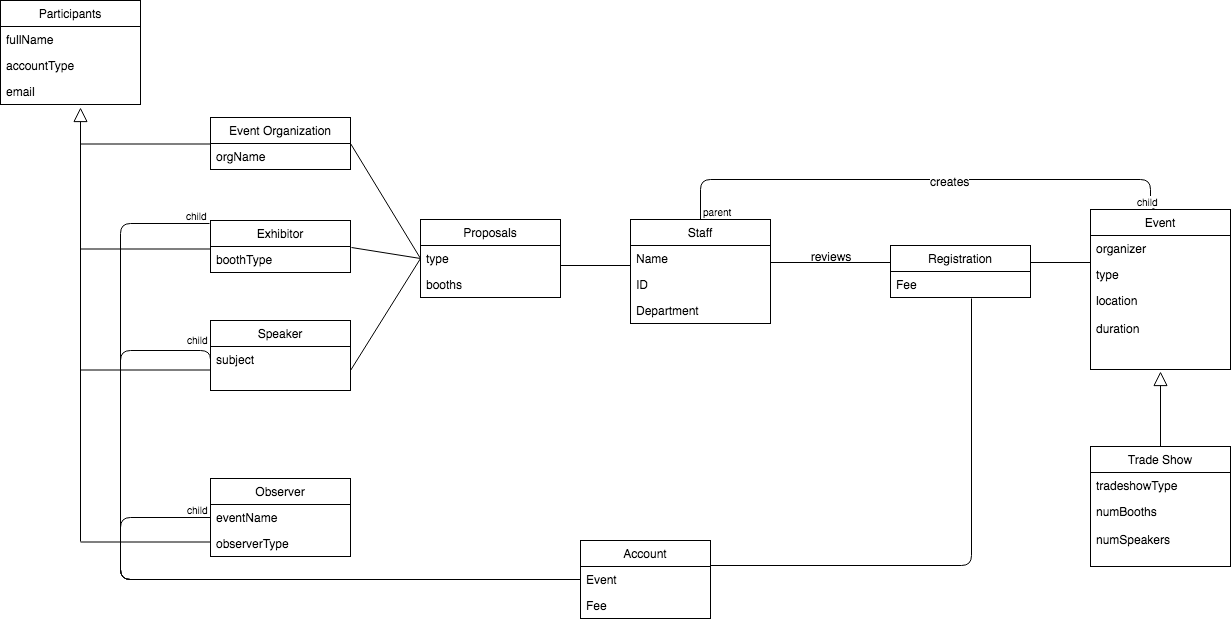 Participants
fullName
accountType
email
Event Organization
orgName
child
Exhibitor
boothType
child
Speaker
subject
child
Observer
eventName
observerType
Proposals
type
booths
creates
parent
Staff
Name
ID
Department
reviews
Registration
Fee
child
Event
organizer
type
location
duration
Trade Show
tradeshowType
numBooths
numSpeakers
Account
Event
Fee